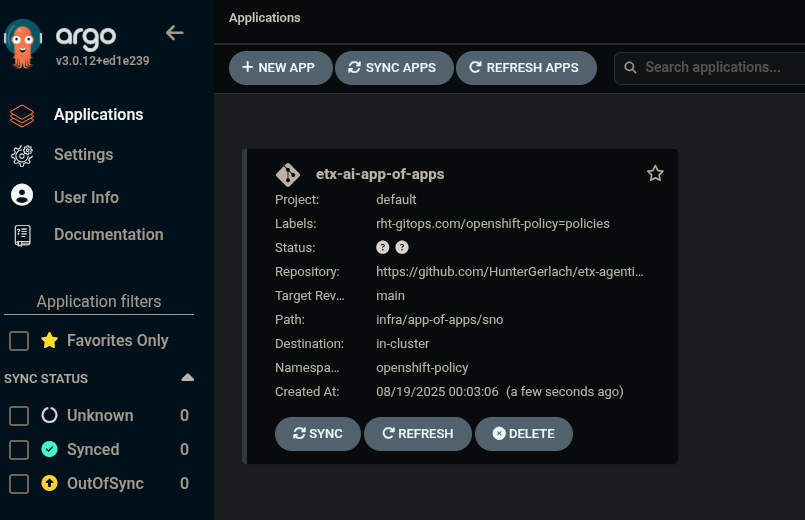 argo
v3.0.12+ed1e239
Applications
Settings
User Info
Documentation
Application filters
Favorites Only
SYNC STATUS
Unknown 0
Synced 0
OutOfSync 0
Applications
+ NEW APP SYNC APPS REFRESH APPS Search applications...
etx-ai-app-of-apps
Project: default
Labels: rht-gitops.com/openshift-policy=policies
Status: ? ?
Repository: https://github.com/HunterGerlach/etx-agenti...
Target Rev... main
Path: infra/app-of-apps/sno
Destination: in-cluster
Namespa... openshift-policy
Created At: 08/19/2025 00:03:06 (a few seconds ago)
SYNC REFRESH DELETE